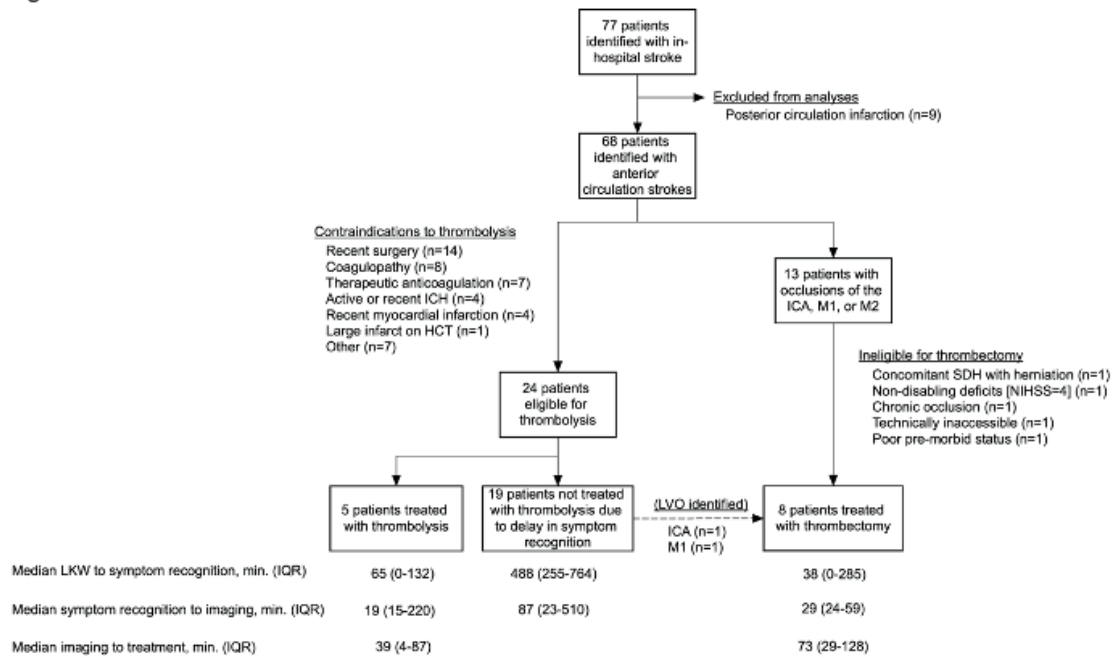 77 patients
identified with in-
hospital stroke
Excluded from analyses
Posterior circulation infarction (n=9)
68 patients
identified with
anterior
circulation strokes
Contraindications to thrombolysis
Recent surgery (n=14)
Coagulopathy (n=8)
Therapeutic anticoagulation (n=7)
Active or recent ICH (n=4)
Recent myocardial infarction (n=4)
Large infarct on HCT (n=1)
Other (n=7)
13 patients with
occlusions of the
ICA, M1, or M2
Ineligible for thrombectomy
Concomitant SDH with herniation (n=1)
Non-disabling deficits [NIHSS=4] (n=1)
Chronic occlusion (n=1)
Technically inaccessible (n=1)
Poor pre-morbid status (n=1)
24 patients
eligible for
thrombolysis
5 patients treated
with thrombolysis
19 patients not treated
with thrombolysis due
to delay in symptom
recognition
(LVO identified)
ICA (n=1)
M1 (n=1)
8 patients treated
with thrombectomy
Median LKW to symptom recognition, min. (IQR) 65 (0-132) 488 (255-764) 38 (0-285)
Median symptom recognition to imaging, min. (IQR) 19 (15-220) 87 (23-510) 29 (24-59)
Median imaging to treatment, min. (IQR) 39 (4-87) 73 (29-128)